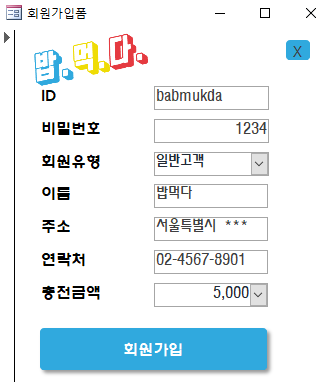 회원가입폼
밥.먹.다.
X
ID babmukda
비밀번호 1234
회원유형 일반고객
이름 밥먹다
주소 서울특별시 ***
연락처 02-4567-8901
충전금액 5,000
회원가입